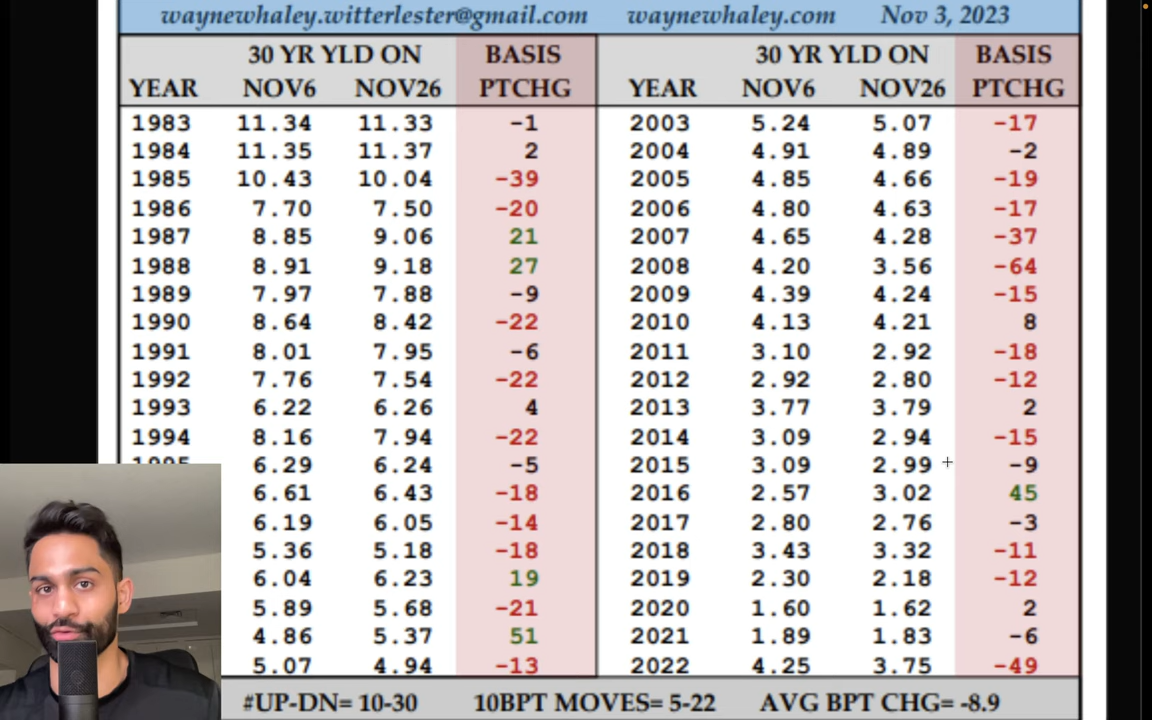 waynewhaley.witterlester@gmail.com waynewhaley.com Nov 3, 2023
30 YR YLD ON BASIS 30 YR YLD ON BASIS
YEAR NOV6 NOV26 PTCHG YEAR NOV6 NOV26 PTCHG
1983 11.34 11.33 -1 2003 5.24 5.07 -17
1984 11.35 11.37 2 2004 4.91 4.89 -2
1985 10.43 10.04 -39 2005 4.85 4.66 -19
1986 7.70 7.50 -20 2006 4.80 4.63 -17
1987 8.85 9.06 21 2007 4.65 4.28 -37
1988 8.91 9.18 27 2008 4.20 3.56 -64
1989 7.97 7.88 -9 2009 4.39 4.24 -15
1990 8.64 8.42 -22 2010 4.13 4.21 8
1991 8.01 7.95 -6 2011 3.10 2.92 -18
1992 7.76 7.54 -22 2012 2.92 2.80 -12
1993 6.22 6.26 4 2013 3.77 3.79 2
1994 8.16 7.94 -22 2014 3.09 2.94 -15
6.29 6.24 -5 2015 3.09 2.99 -9
6.61 6.43 -18 2016 2.57 3.02 45
6.19 6.05 -14 2017 2.80 2.76 -3
5.36 5.18 -18 2018 3.43 3.32 -11
6.04 6.23 19 2019 2.30 2.18 -12
5.89 5.68 -21 2020 1.60 1.62 2
4.86 5.37 51 2021 1.89 1.83 -6
5.07 4.94 -13 2022 4.25 3.75 -49
#UP-DN= 10-30 10BPT MOVES= 5-22 AVG BPT CHG= -8.9